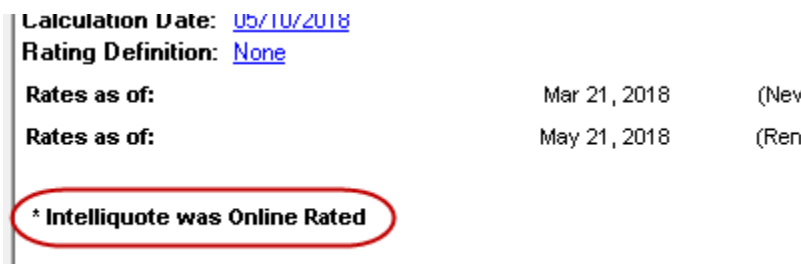 Calculation Date: 05/10/2018
Rating Definition: None
Rates as of: Mar 21, 2018 (Nev
Rates as of: May 21, 2018 (Ren
* Intelliquote was Online Rated